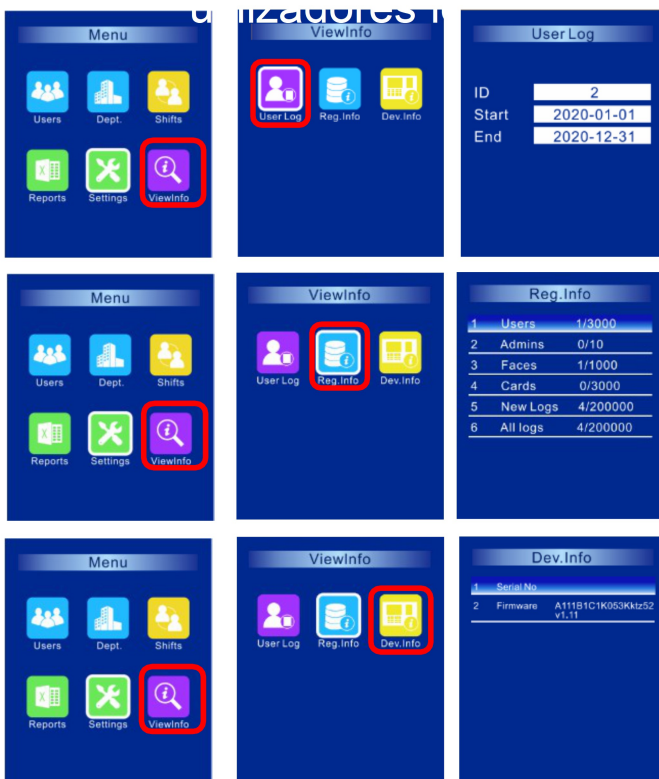 utilizadores
Menu
Users Dept. Shifts
Reports Settings ViewInfo
ViewInfo
User Log Reg.Info Dev.Info
User Log
ID 2
Start 2020-01-01
End 2020-12-31
Menu
Users Dept. Shifts
Reports Settings ViewInfo
ViewInfo
User Log Reg.Info Dev.Info
Reg.Info
1 Users 1/3000
2 Admins 0/10
3 Faces 1/1000
4 Cards 0/3000
5 New Logs 4/200000
6 All logs 4/200000
Menu
Users Dept. Shifts
Reports Settings ViewInfo
ViewInfo
User Log Reg.Info Dev.Info
Dev.Info
1 Serial No
2 Firmware A111B1C1K053Kktz52
v1.11